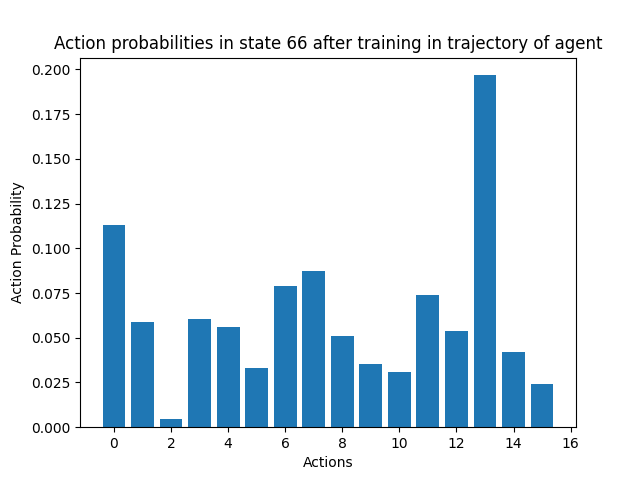 Action probabilities in state 66 after training in trajectory of agent
0.200
0.175
0.150
0.125
0.100
0.075
0.050
0.025
0.000
Action Probability
0 2 4 6 8 10 12 14 16
Actions